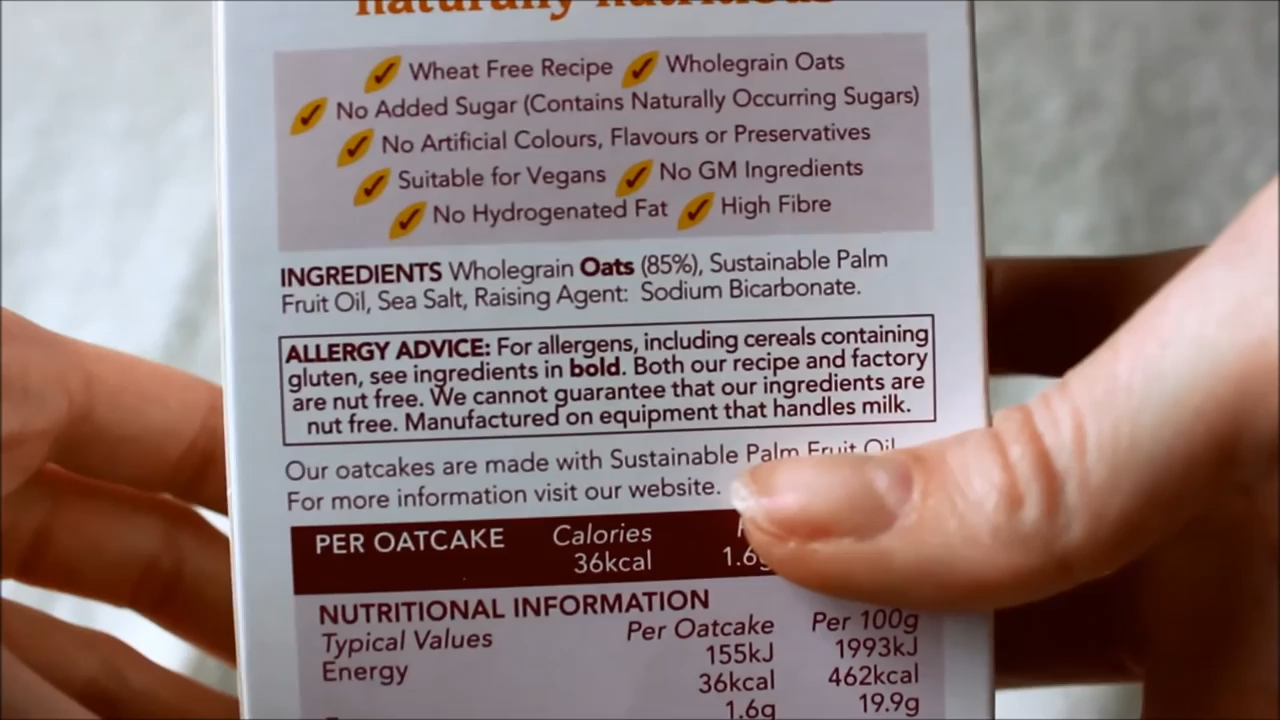 naturally nutritious
Wheat Free Recipe Wholegrain Oats
No Added Sugar (Contains Naturally Occurring Sugars)
No Artificial Colours, Flavours or Preservatives
Suitable for Vegans No GM Ingredients
No Hydrogenated Fat High Fibre
INGREDIENTS Wholegrain Oats (85%), Sustainable Palm
Fruit Oil, Sea Salt, Raising Agent: Sodium Bicarbonate.
ALLERGY ADVICE: For allergens, including cereals containing
gluten, see ingredients in bold. Both our recipe and factory
are nut free. We cannot guarantee that our ingredients are
nut free. Manufactured on equipment that handles milk.
Our oatcakes are made with Sustainable Palm Fruit Oil
For more information visit our website.
PER OATCAKE Calories
36kcal 1.6g
NUTRITIONAL INFORMATION
Typical Values Per Oatcake Per 100g
Energy 155kJ 1993kJ
36kcal 462kcal
1.6g 19.9g